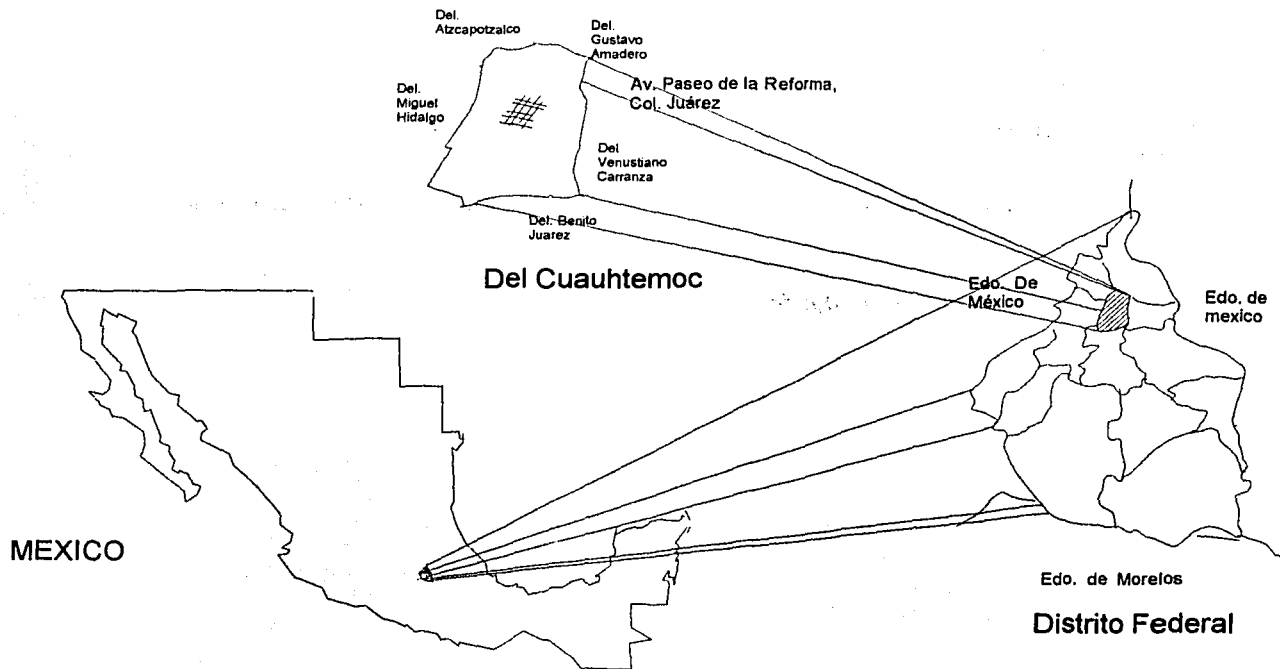 Del.
Atzcapotzalco
Del.
Gustavo
Amadero
Av. Paseo de la Reforma,
Col. Juárez
Del.
Miguel
Hidalgo
Del
Venustiano
Carranza
Del. Benito
Juarez
Del Cuauhtemoc
Edo. De
México
Edo. de
mexico
MEXICO
Edo. de Morelos
Distrito Federal